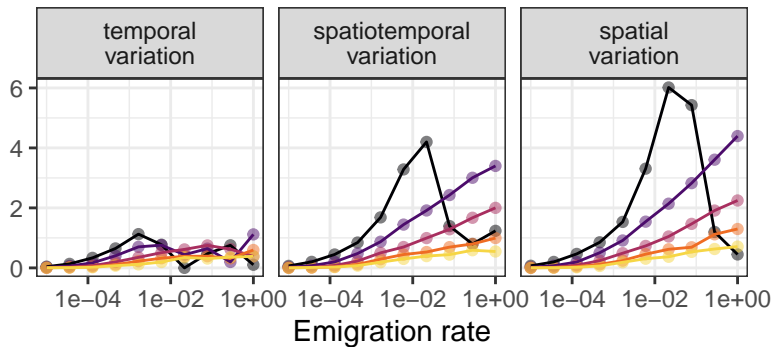 temporal
variation
spatiotemporal
variation
spatial
variation
6
4
2
0
1e−04 1e−02 1e+00 1e−04 1e−02 1e+00 1e−04 1e−02 1e+00
Emigration rate